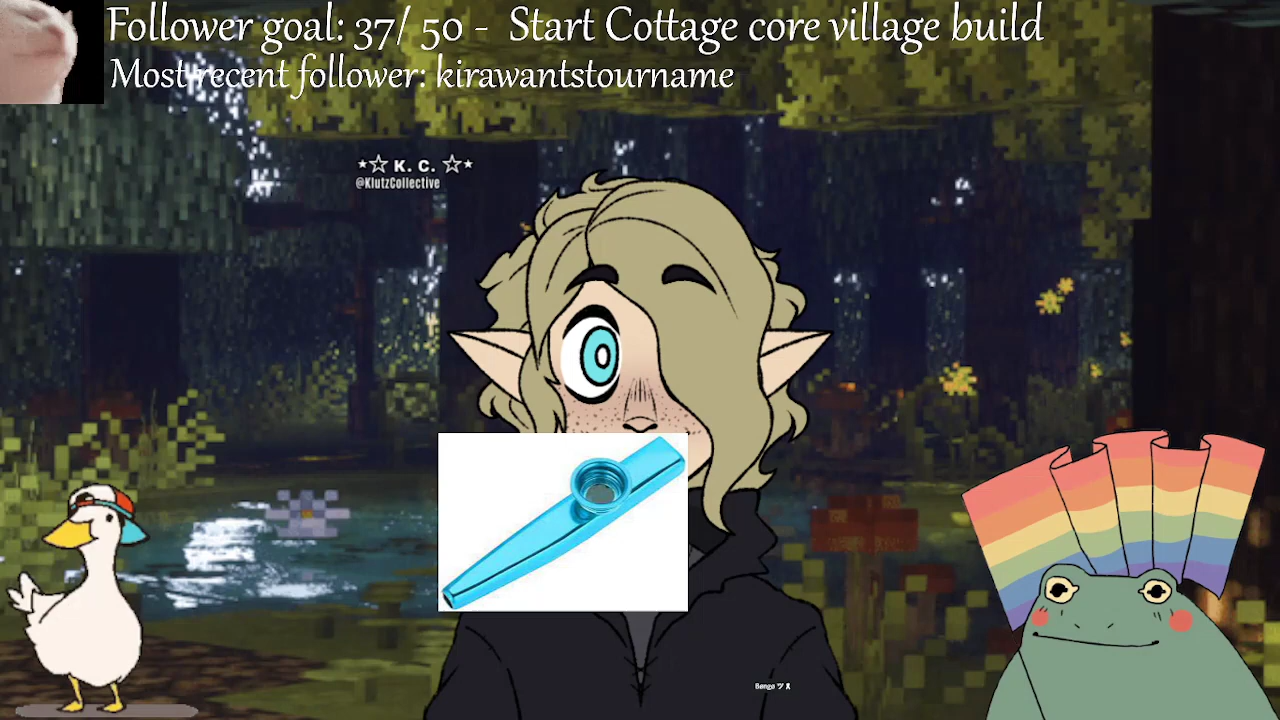 Follower goal: 37/ 50 - Start Cottage core village build
Most recent follower: kirawantstourname
⋆☆ K. C. ☆⋆
@KlutzCollective